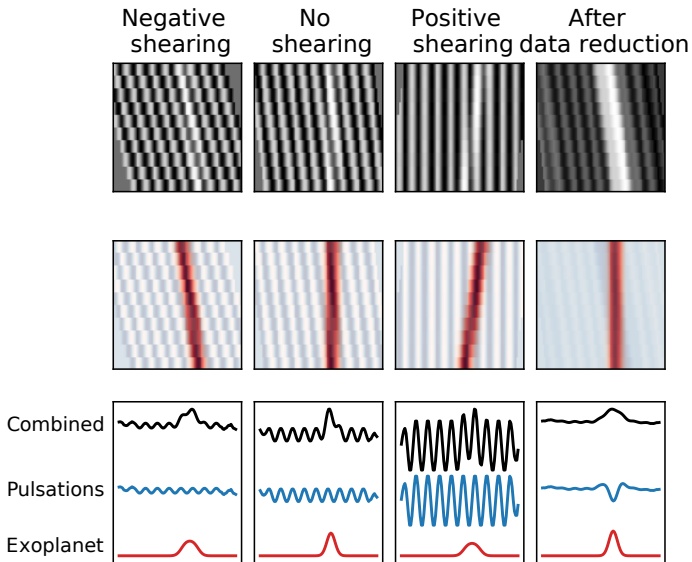 Negative
shearing
No
shearing
Positive
shearing
After
data reduction
Combined
Pulsations
Exoplanet